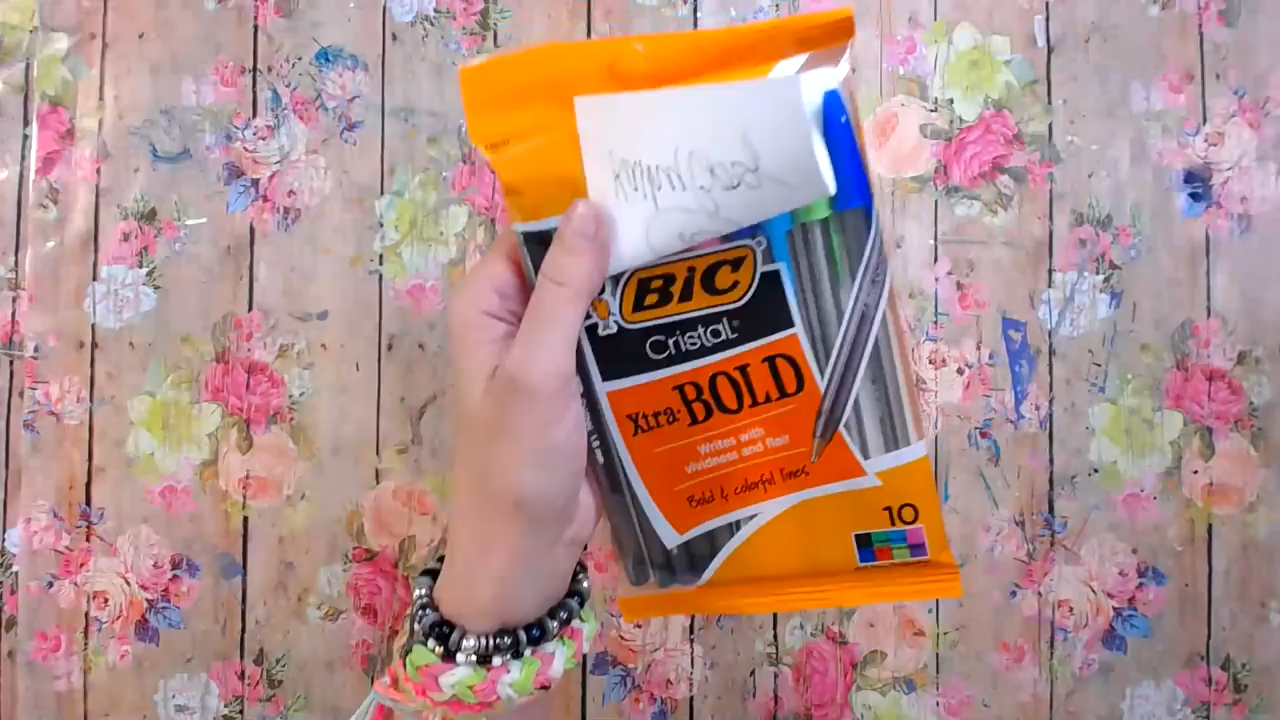 BIC
Cristal®
Xtra-BOLD
Writes with
vividness and flair
Bold & colorful lines
10